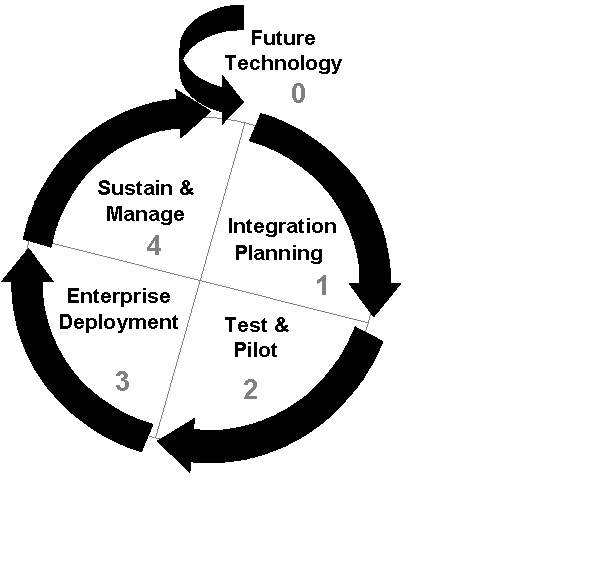 Future
Technology
0
Integration
Planning
1
Test &
Pilot
2
Enterprise
Deployment
3
Sustain &
Manage
4